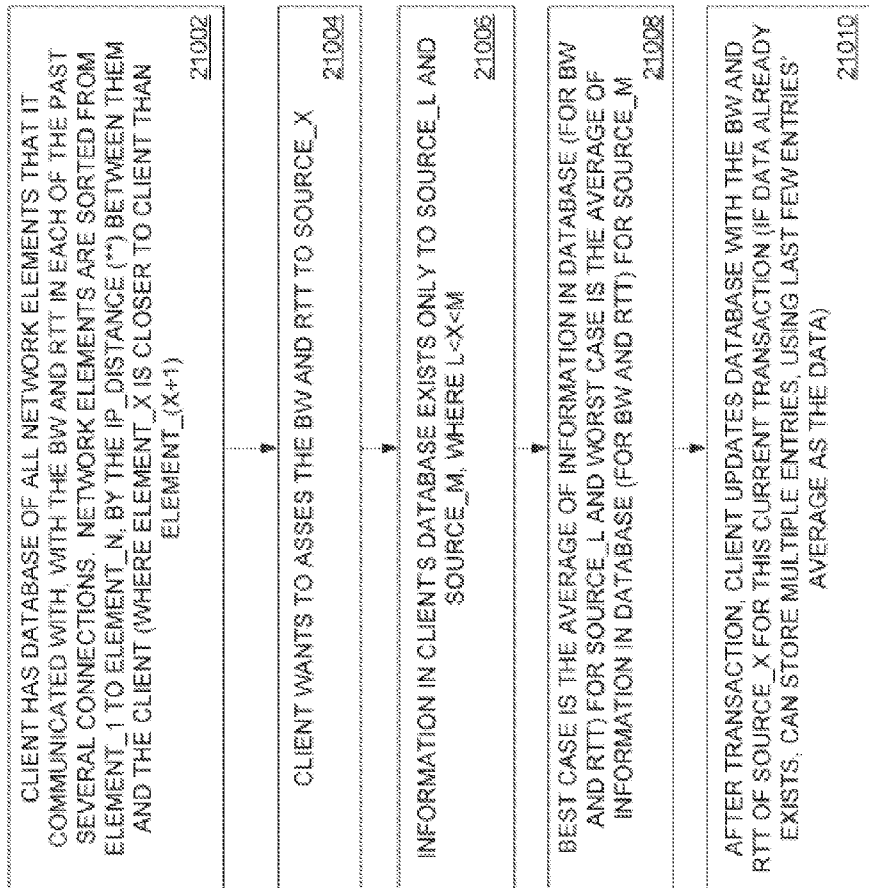 CLIENT HAS DATABASE OF ALL NETWORK ELEMENTS THAT IT
COMMUNICATED WITH, WITH THE BW AND RTT IN EACH OF THE PAST
SEVERAL CONNECTIONS. NETWORK ELEMENTS ARE SORTED FROM
ELEMENT_1 TO ELEMENT_N, BY THE IP_DISTANCE (**) BETWEEN THEM
AND THE CLIENT (WHERE ELEMENT_X IS CLOSER TO CLIENT THAN
ELEMENT_(X+1)
21002
CLIENT WANTS TO ASSES THE BW AND RTT TO SOURCE_X
21004
INFORMATION IN CLIENTS DATABASE EXISTS ONLY TO SOURCE_L AND
SOURCE_M, WHERE L<X<M
21006
BEST CASE IS THE AVERAGE OF INFORMATION IN DATABASE (FOR BW
AND RTT) FOR SOURCE_L AND WORST CASE IS THE AVERAGE OF
INFORMATION IN DATABASE (FOR BW AND RTT) FOR SOURCE_M
21008
AFTER TRANSACTION, CLIENT UPDATES DATABASE WITH THE BW AND
RTT OF SOURCE_X FOR THIS CURRENT TRANSACTION (IF DATA ALREADY
EXISTS, CAN STORE MULTIPLE ENTRIES, USING LAST FEW ENTRIES'
AVERAGE AS THE DATA)
21010